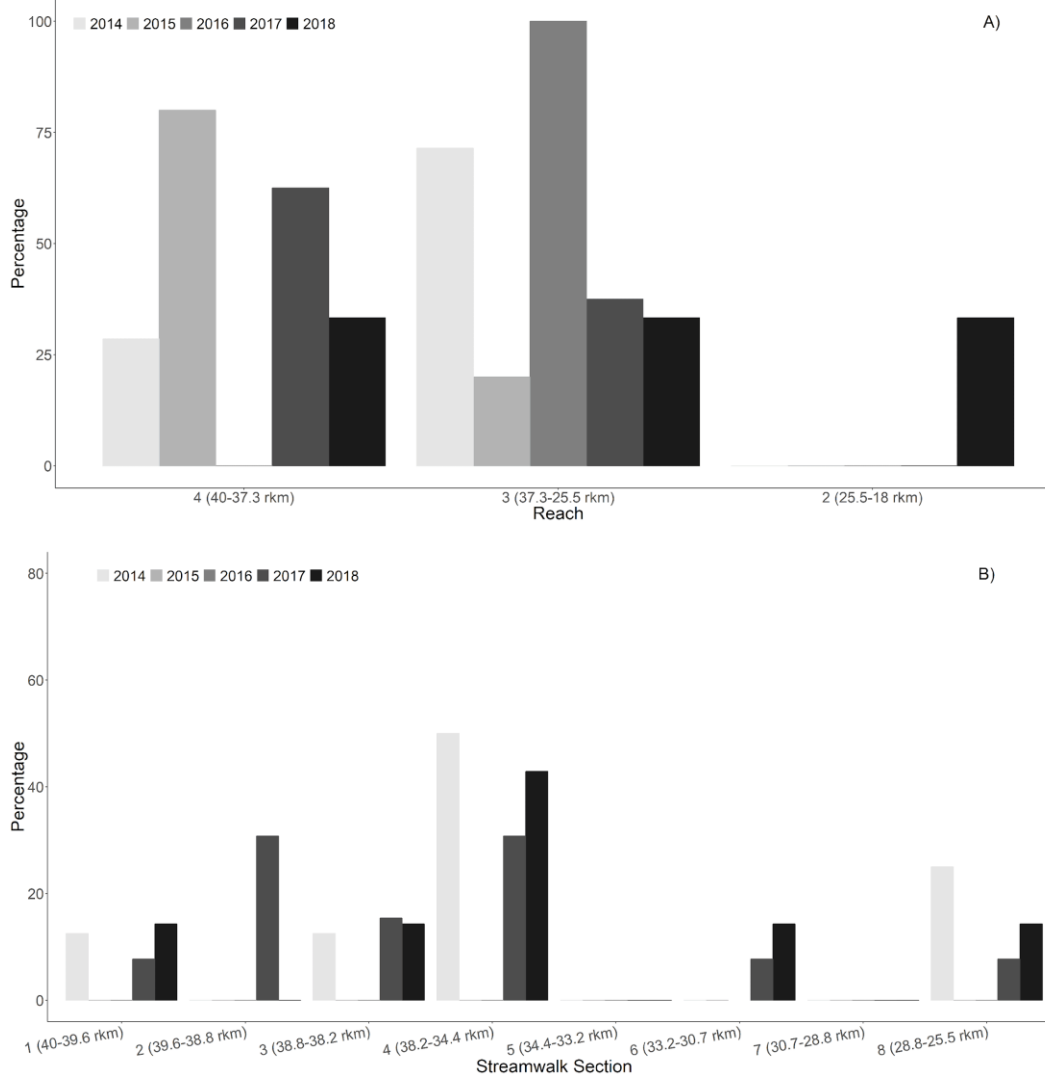 100
2014 2015 2016 2017 2018
A)
75
50
25
0
Percentage
4 (40-37.3 rkm) 3 (37.3-25.5 rkm) 2 (25.5-18 rkm)
Reach
80
2014 2015 2016 2017 2018
B)
60
40
20
0
Percentage
1 (40-39.6 rkm) 2 (39.6-38.8 rkm) 3 (38.8-38.2 rkm) 4 (38.2-34.4 rkm) 5 (34.4-33.2 rkm) 6 (33.2-30.7 rkm) 7 (30.7-28.8 rkm) 8 (28.8-25.5 rkm)
Streamwalk Section